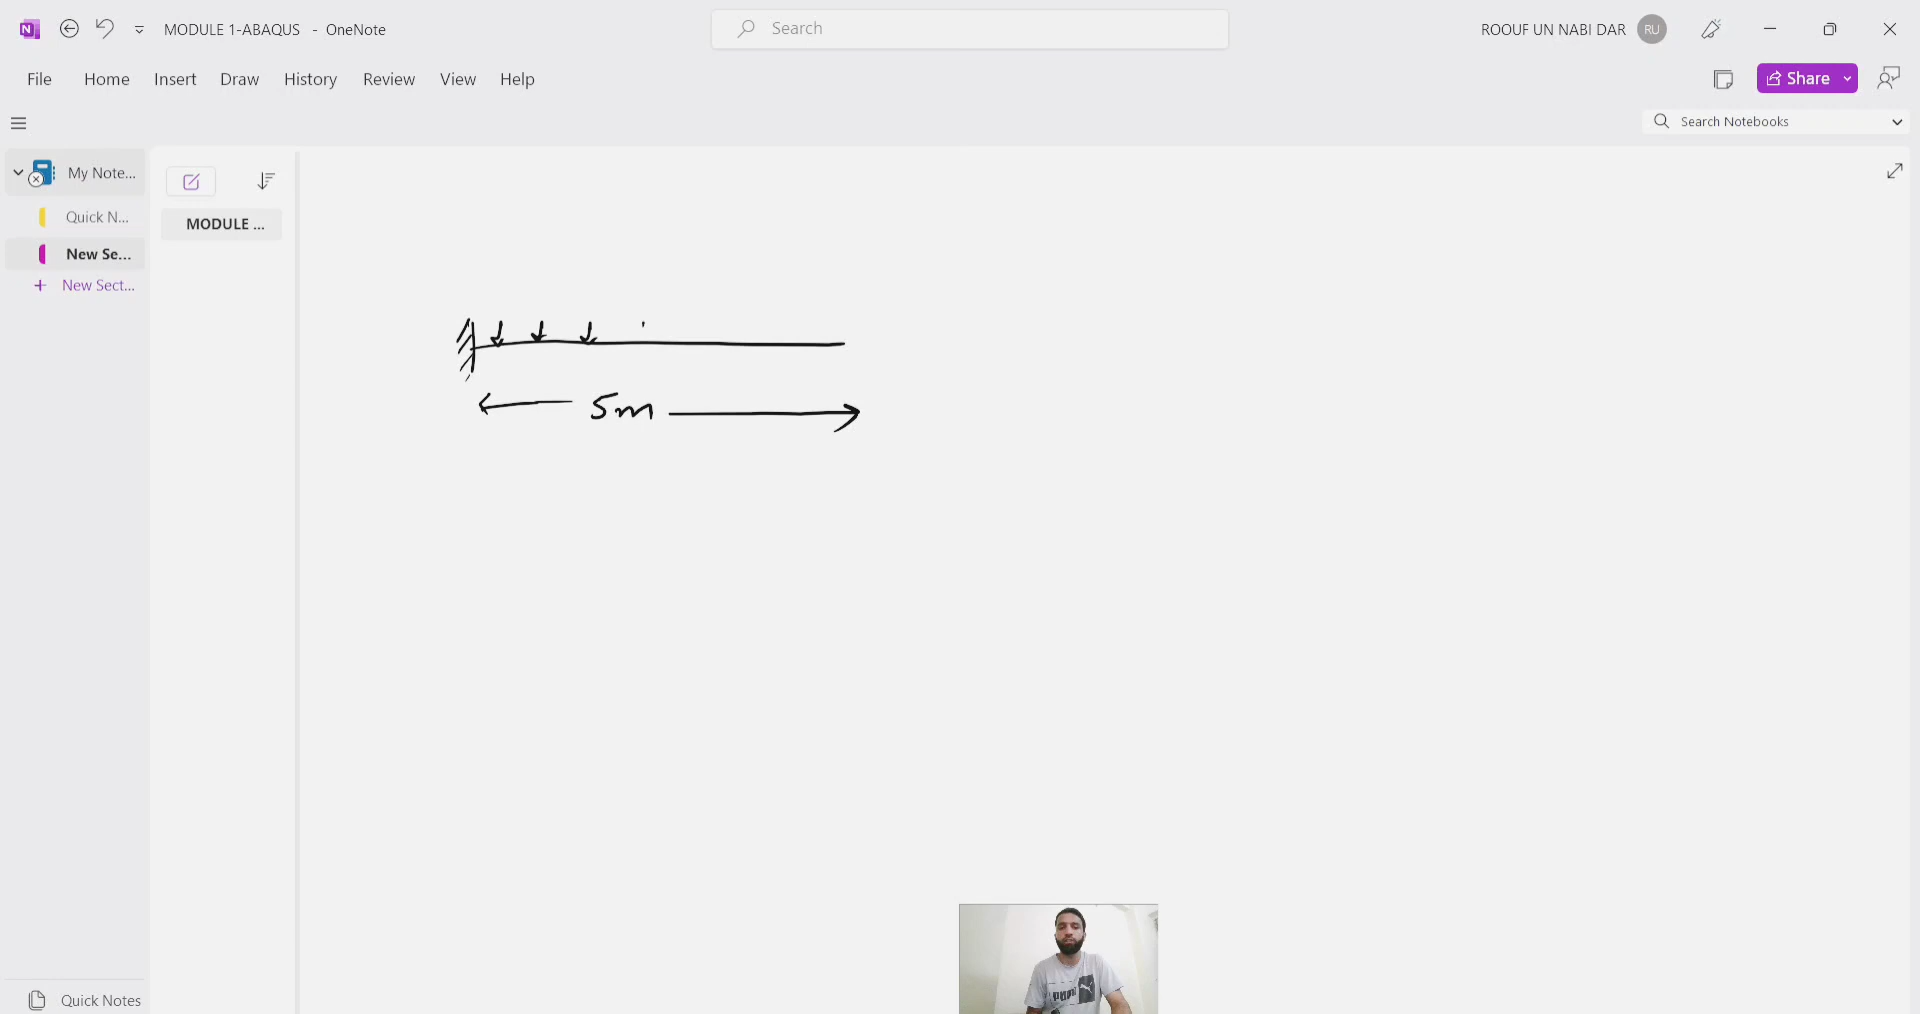 MODULE 1-ABAQUS - OneNote
Search
ROOUF UN NABI DAR
RU
File Home Insert Draw History Review View Help
Share
Search Notebooks
My Note...
Quick N...
MODULE ...
New Se...
New Sect...
5m
PUMA
Quick Notes